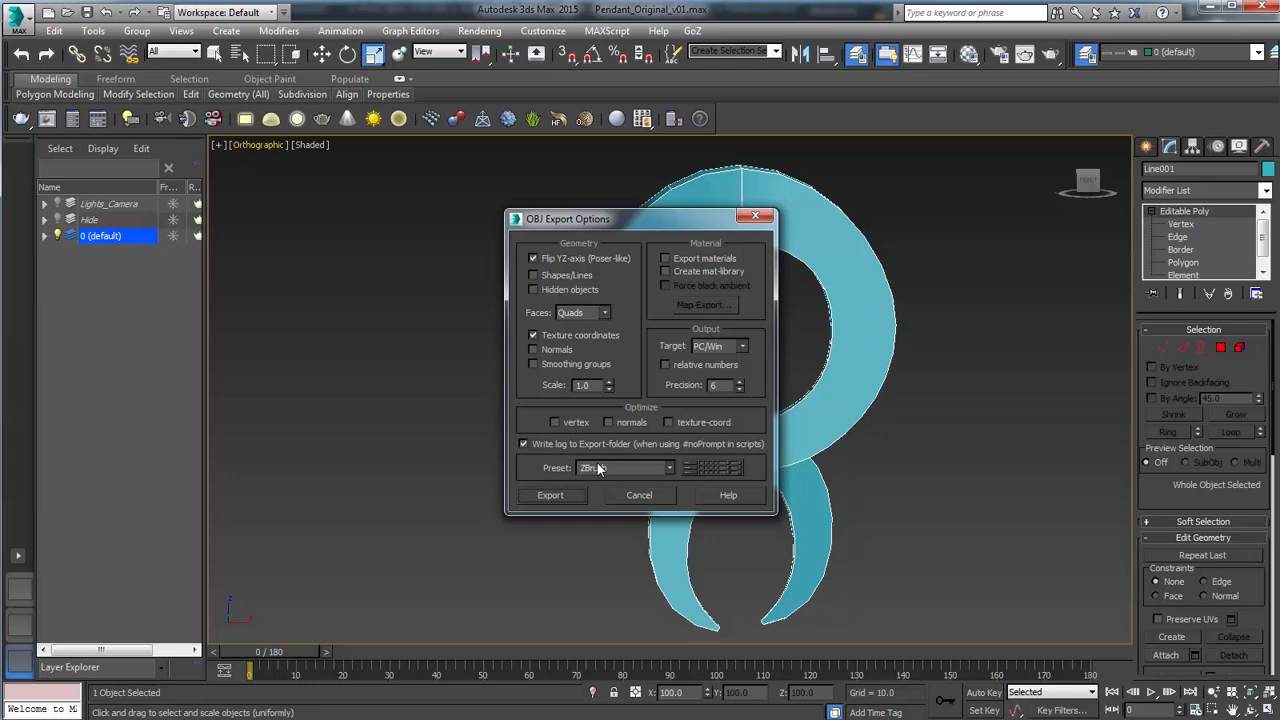 Workspace: Default
Autodesk 3ds Max 2015
Pendant_Original_v01.max
Type a keyword or phrase
MAX
Edit
Tools
Group
Views
Create
Modifiers
Animation
Graph Editors
Rendering
Customize
MAXScript
Help
GoZ
All
View
Create Selection Se
0 (default)
Modeling
Freeform
Selection
Object Paint
Populate
Polygon Modeling
Modify Selection
Edit
Geometry (All)
Subdivision
Align
Properties
Select
Display
Edit
Name
Fr...
R...
Lights_Camera
Hide
0 (default)
[+] [Orthographic] [Shaded]
FRONT
OBJ Export Options
Geometry
Flip YZ-axis (Poser-like)
Shapes/Lines
Hidden objects
Faces: Quads
Texture coordinates
Normals
Smoothing groups
Scale: 1.0
Material
Export materials
Create mat-library
Force black ambient
Map-Export...
Output
Target PC/Win
relative numbers
Precision: 6
Optimize
vertex
normals
texture-coord
Write log to Export-folder (when using #noPrompt in scripts)
Preset: ZBrush
Export
Cancel
Help
Line001
Modifier List
Editable Poly
Vertex
Edge
Border
Polygon
Element
Selection
By Vertex
Ignore Backfacing
By Angle: 45.0
Shrink
Grow
Ring
Loop
Preview Selection
Off
SubObj
Multi
Whole Object Selected
Soft Selection
Edit Geometry
Repeat Last
Constraints
None
Edge
Face
Normal
Preserve UVs
Create
Collapse
Attach
Detach
Layer Explorer
0 / 180
0 10 20 30 40 50 60 70 80 90 100 110 120 130 140 150 160 170 180
1 Object Selected
X: 100.0
Y: 100.0
Z: 100.0
Grid = 10.0
Auto Key
Selected
Welcome to M
Click and drag to select and scale objects (uniformly)
Add Time Tag
Set Key
Key Filters...
0